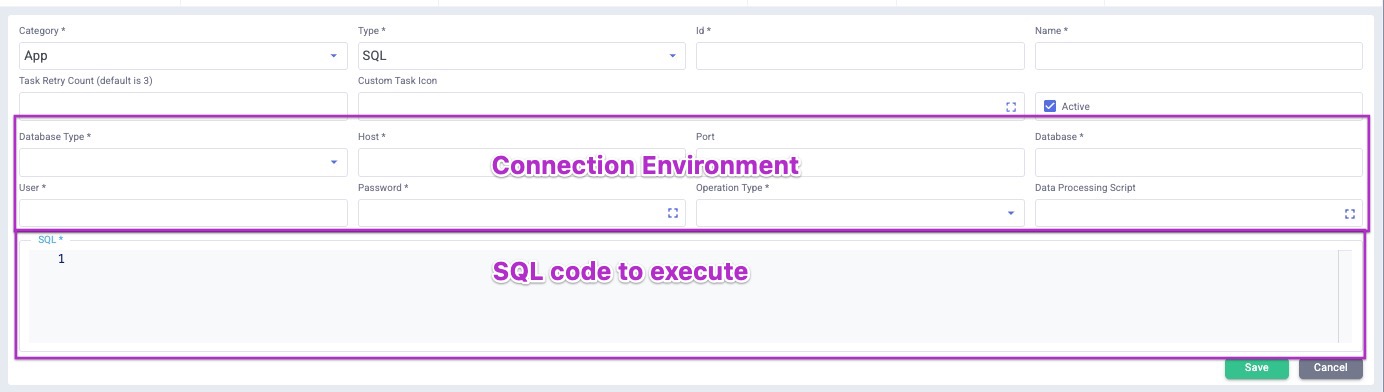 Category *
Type *
Id *
Name *
App
SQL
Task Retry Count (default is 3)
Custom Task Icon
Active
Database Type *
Host *
Port
Database *
Connection Environment
User *
Password *
Operation Type *
Data Processing Script
SQL *
1
SQL code to execute
Save
Cancel